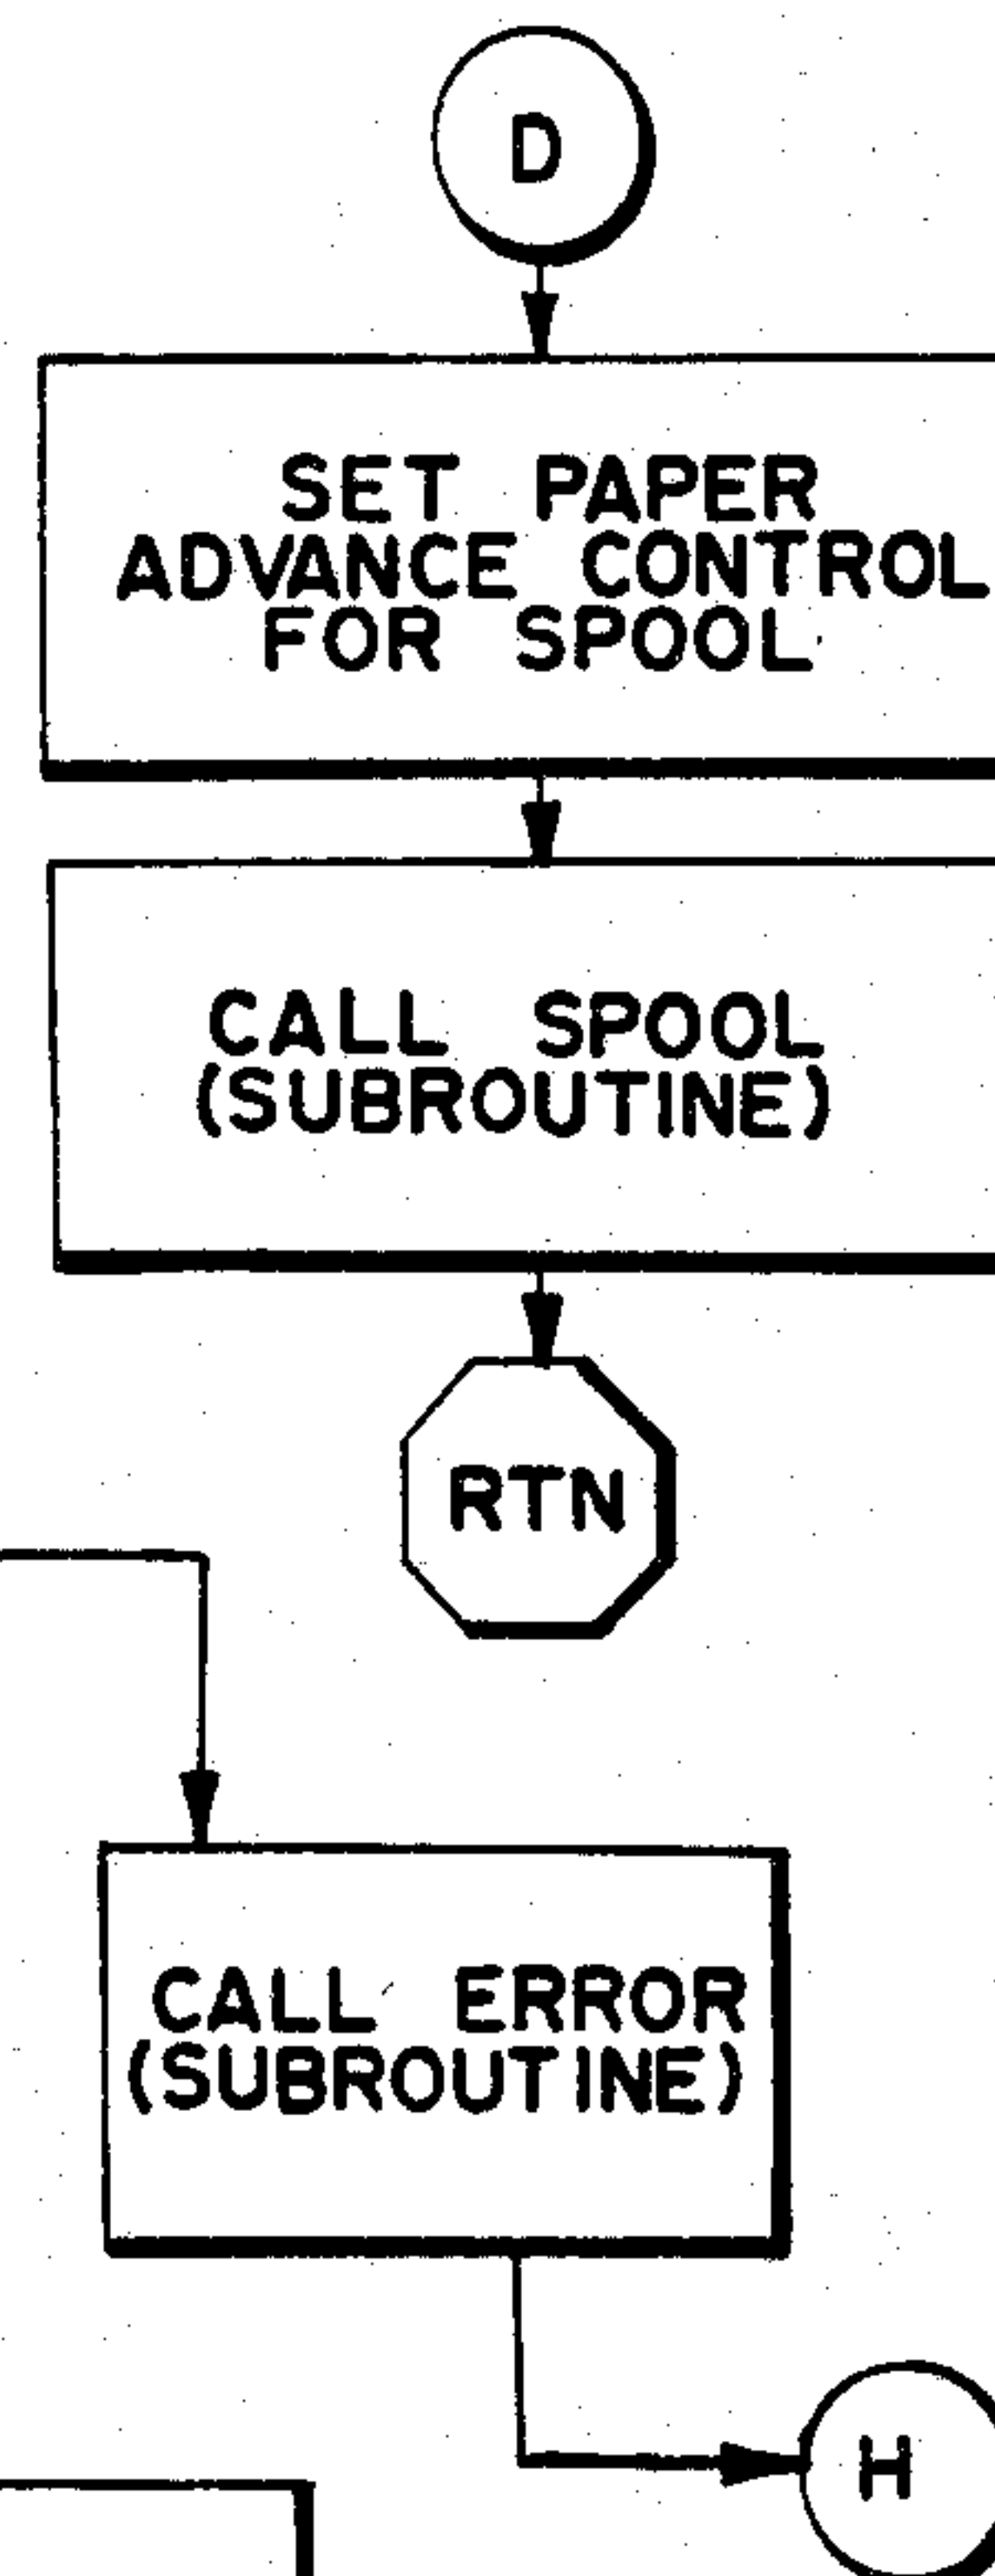 D
SET PAPER
ADVANCE CONTROL
FOR SPOOL
CALL SPOOL
(SUBROUTINE)
RTN
CALL ERROR
(SUBROUTINE)
H